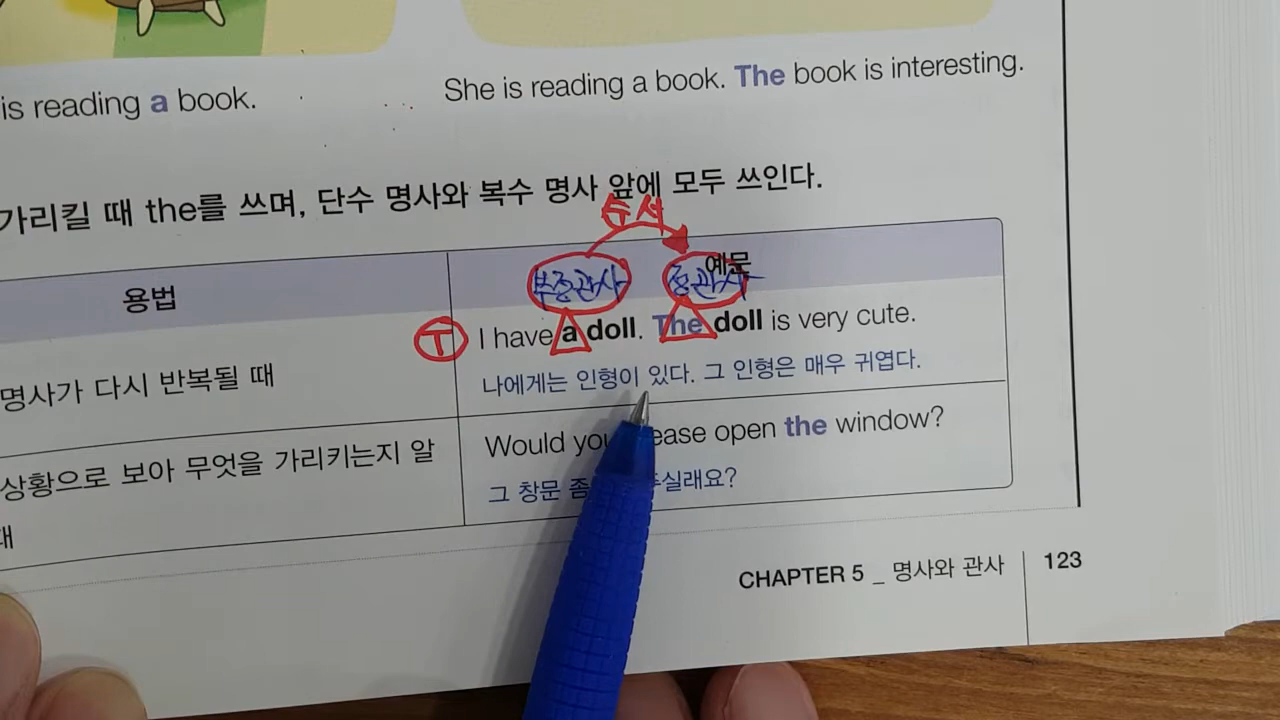 is reading a book.
She is reading a book. The book is interesting.
가리킬 때 the를 쓰며, 단수 명사와 복수 명사 앞에 모두 쓰인다.
순서
용법
부정관사 정관사 예문
T
I have a doll. The doll is very cute.
명사가 다시 반복될 때
나에게는 인형이 있다. 그 인형은 매우 귀엽다.
상황으로 보아 무엇을 가리키는지 알
Would you ease open the window?
그 창문 좀 주실래요?
때
CHAPTER 5 _ 명사와 관사
123